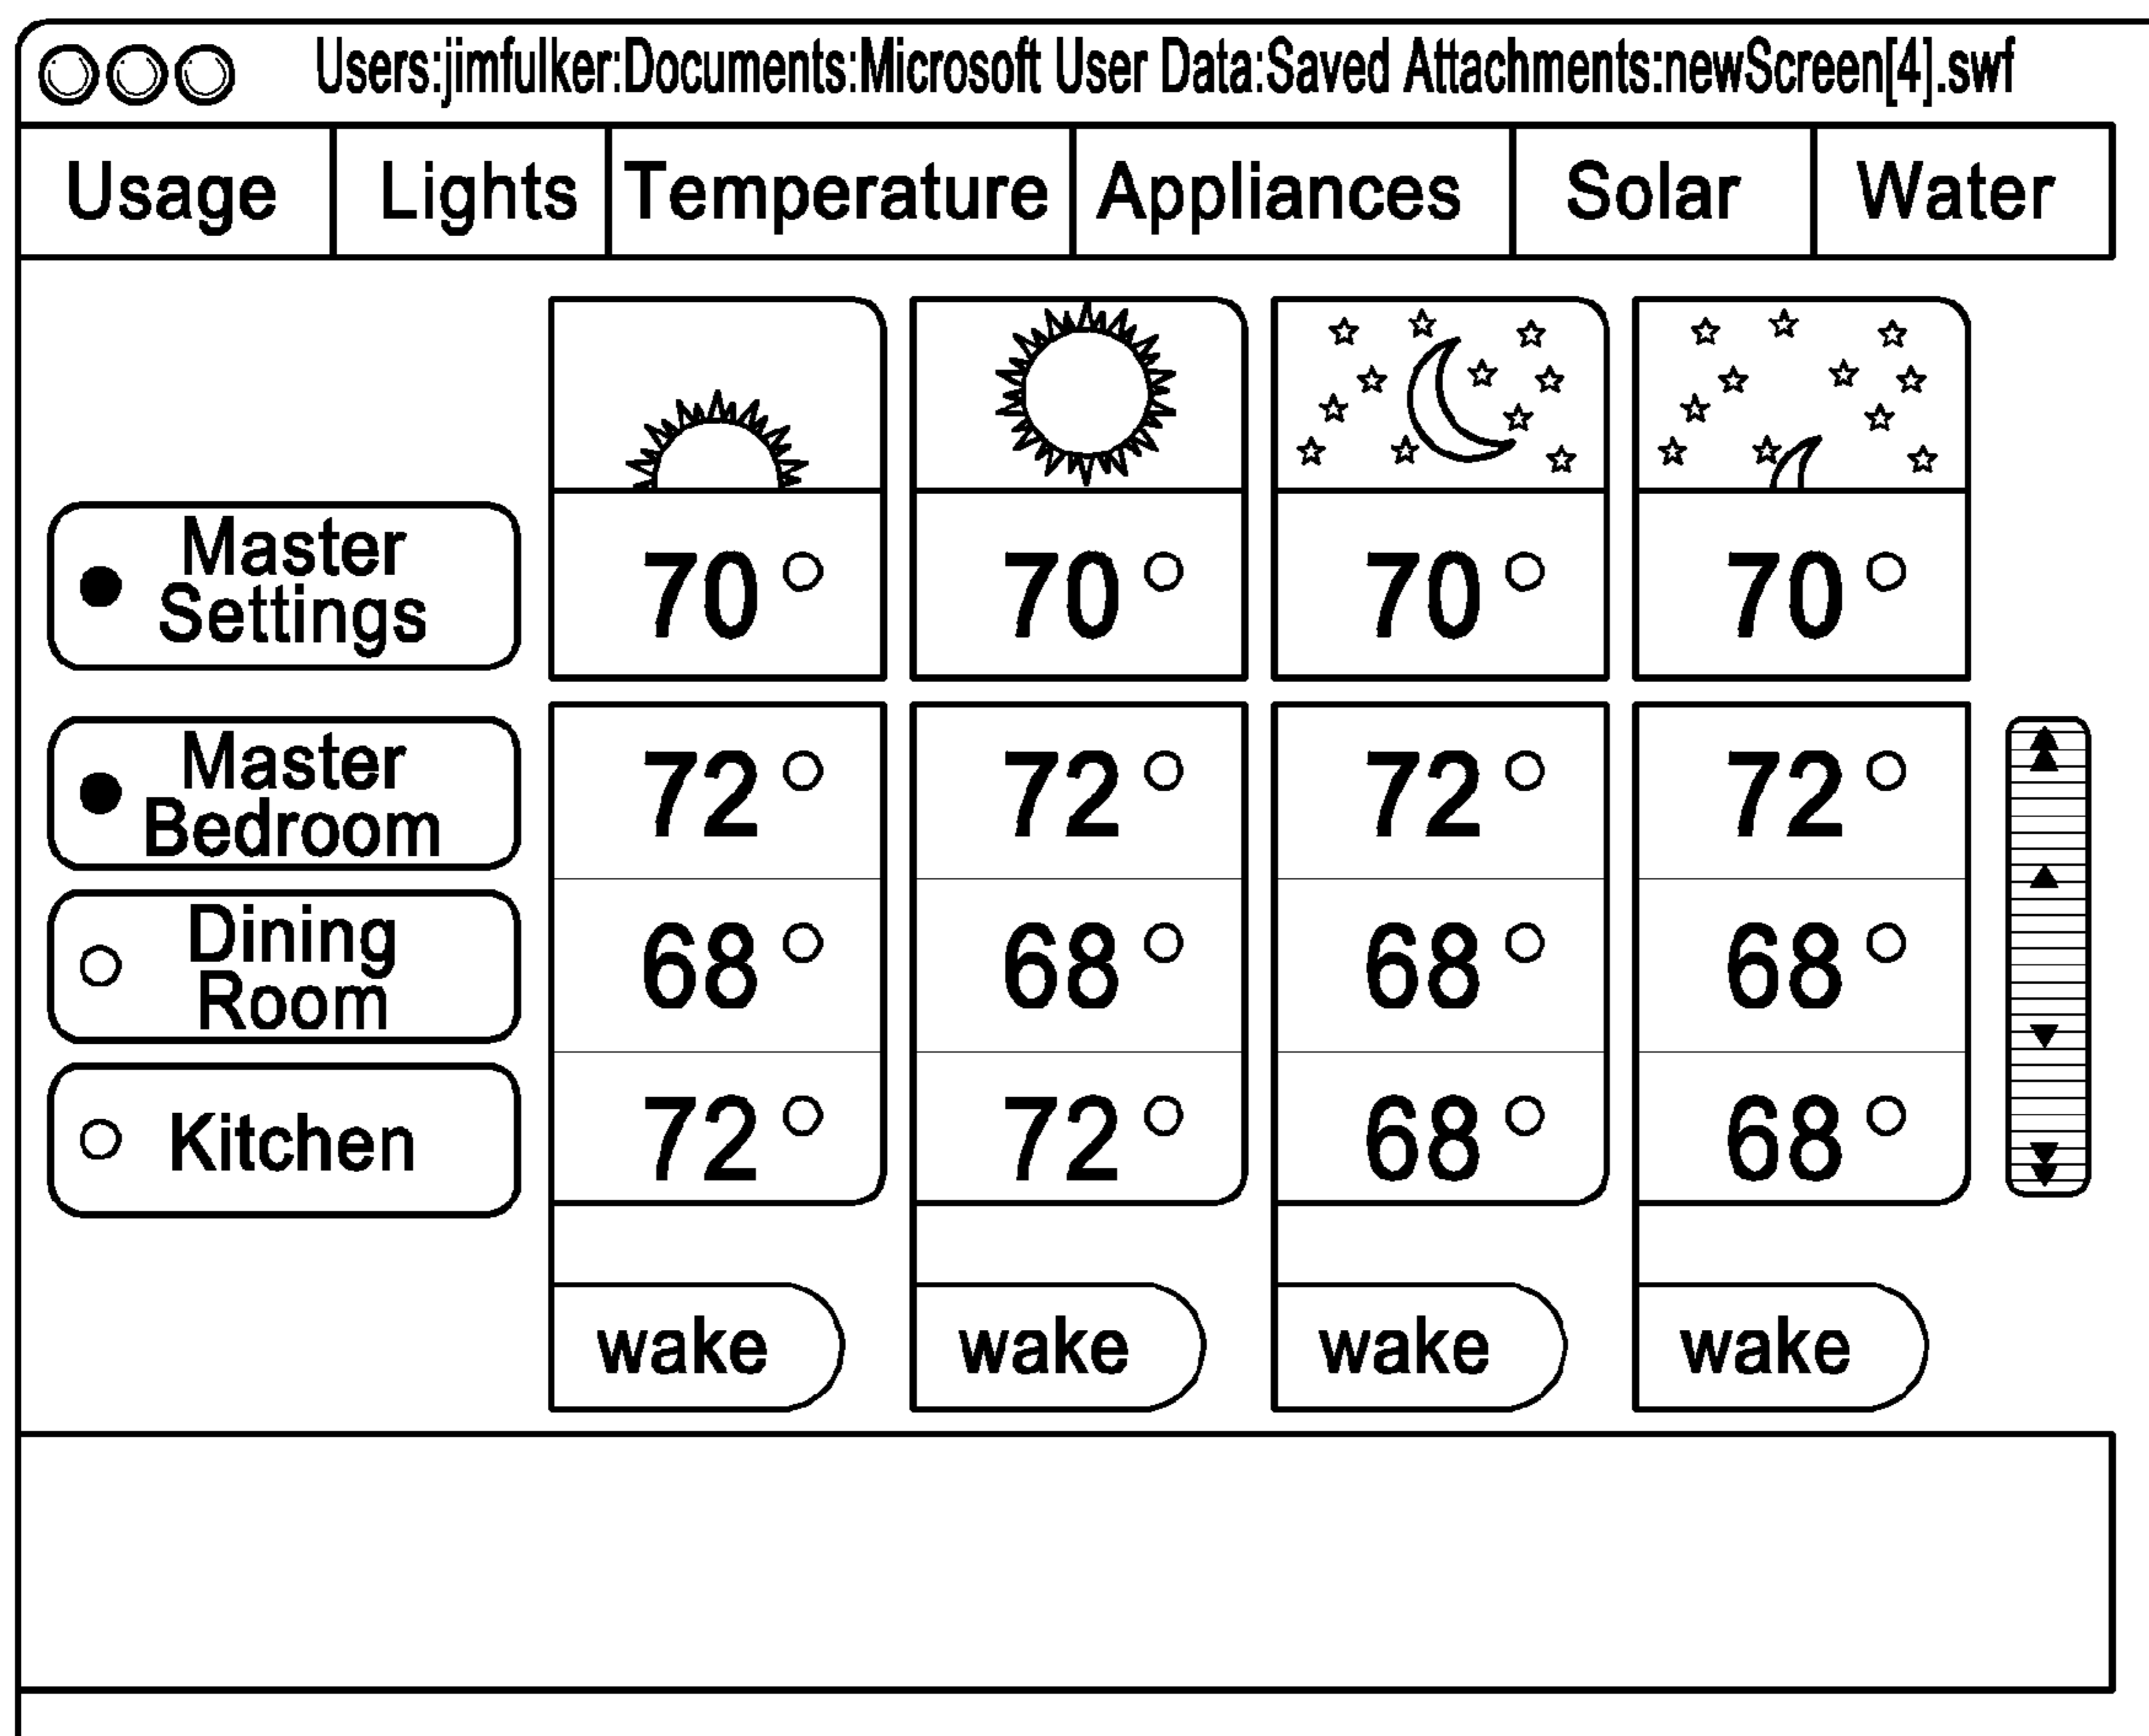 Users:jimfulker:Documents:Microsoft User Data:Saved Attachments:newScreen[4].swf
Usage Lights Temperature Appliances Solar Water
Master
Settings
70° 70° 70° 70°
Master
Bedroom
72° 72° 72° 72°
Dining
Room
68° 68° 68° 68°
Kitchen
72° 72° 68° 68°
wake wake wake wake